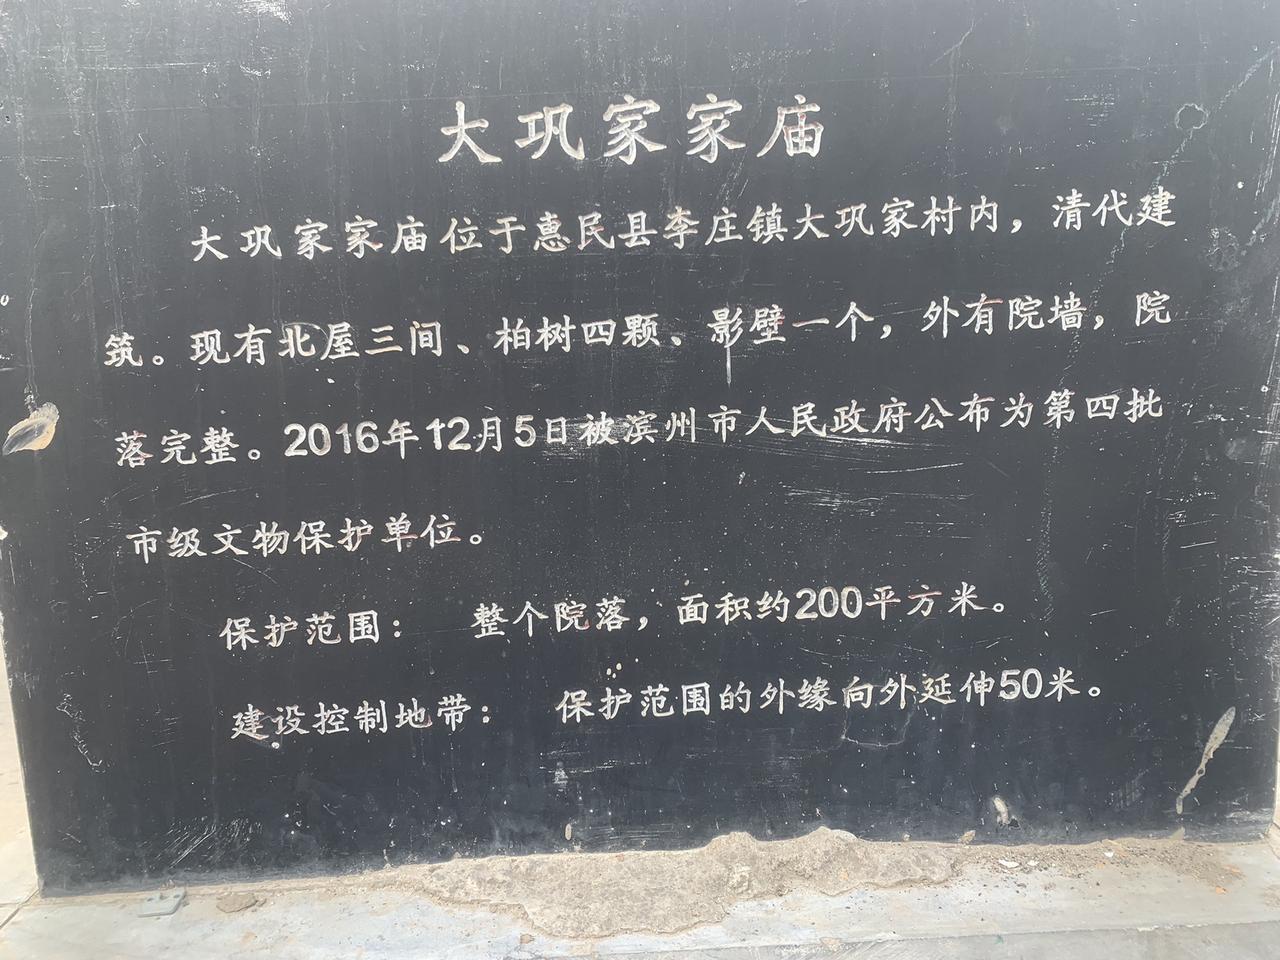 大巩家家庙
大巩家家庙位于惠民县李庄镇大巩家村内，清代建
筑。现有北屋三间、柏树四颗、影壁一个，外有院墙，院
落完整。2016年12月5日被滨州市人民政府公布为第四批
市级文物保护单位。
保护范围： 整个院落，面积约200平方米。
建设控制地带： 保护范围的外缘向外延伸50米。